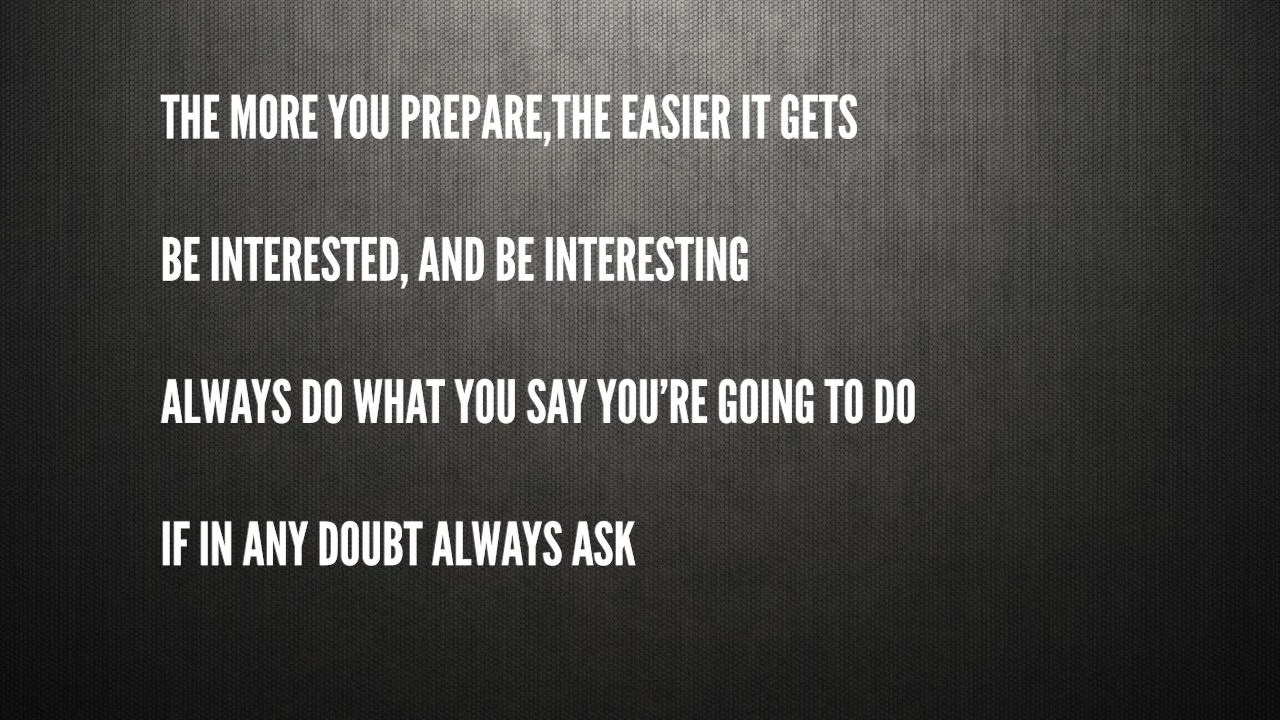 THE MORE YOU PREPARE,THE EASIER IT GETS
BE INTERESTED, AND BE INTERESTING
ALWAYS DO WHAT YOU SAY YOU’RE GOING TO DO
IF IN ANY DOUBT ALWAYS ASK